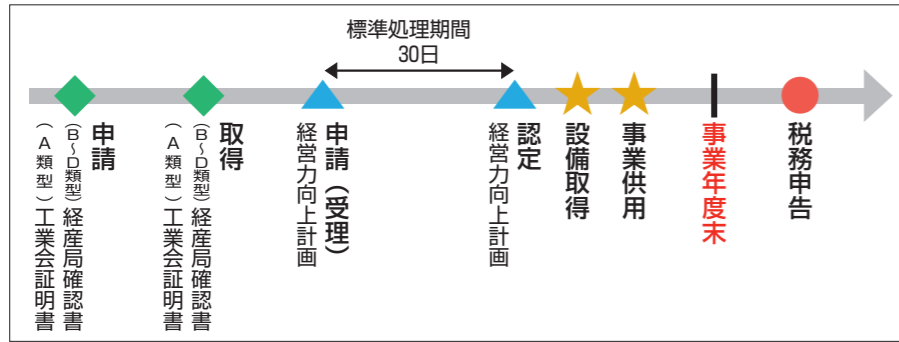 標準処理期間
30日
申請
(B~D類型)経産局確認書
(A類型)工業会証明書
取得
(B~D類型)経産局確認書
(A類型)工業会証明書
申請(受理)
経営力向上計画
認定
経営力向上計画
設備取得
事業供用
事業年度末
税務申告